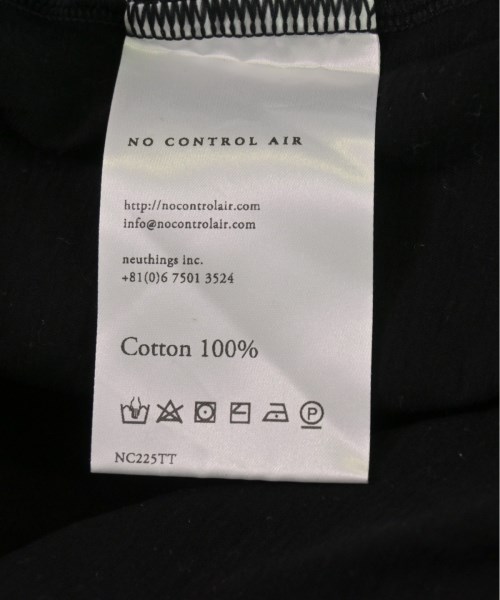 NO CONTROL AIR
http://nocontrolair.com
info@nocontrolair.com
neuthings inc.
+81(0)6 7501 3524
Cotton 100%
P
NC225TT